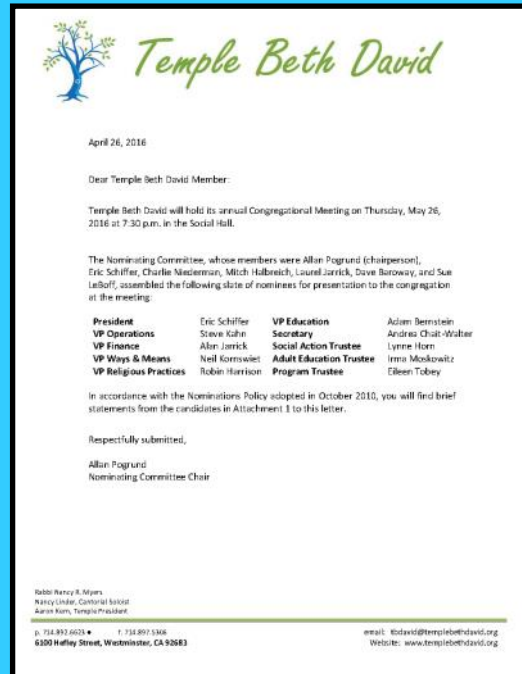 Temple Beth David
April 26, 2016
Dear Temple Beth David Member:
Temple Beth David will hold its annual Congregational Meeting on Thursday, May 26,
2016 at 7:30 p.m. in the Social Hall.
The Nominating Committee, whose members were Allan Pogrund (chairperson),
Eric Schiffer, Charlie Niederman, Mitch Halbreich, Laurel Jarrick, Dave Baroway, and Sue
LeBoff, assembled the following slate of nominees for presentation to the congregation
at the meeting:
President Eric Schiffer VP Education Adam Bernstein
VP Operations Steve Kahn Secretary Andrea Chait-Walter
VP Finance Alan Jarrick Social Action Trustee Lynne Horn
VP Ways & Means Neil Kornswiet Adult Education Trustee Irma Moskowitz
VP Religious Practices Robin Harrison Program Trustee Eileen Tobey
In accordance with the Nominations Policy adopted in October 2010, you will find brief
statements from the candidates in Attachment 1 to this letter.
Respectfully submitted,
Allan Pogrund
Nominating Committee Chair
Rabbi Nancy R. Myers
Nancy Linder, Cantorial Soloist
Aaron Kern, Temple President
p. 714.892.6623 ♦ f. 714.897.5306 email: tbdavid@templebethdavid.org
6100 Hefley Street, Westminster, CA 92683 Website: www.templebethdavid.org